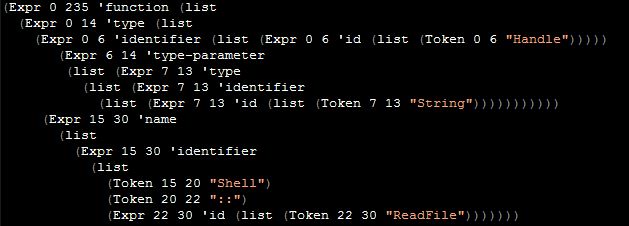 (Expr 0 235 'function (list
(Expr 0 14 'type (list
(Expr 0 6 'identifier (list (Expr 0 6 'id (list (Token 0 6 "Handle")))))
(Expr 6 14 'type-parameter
(list (Expr 7 13 'type
(list (Expr 7 13 'identifier
(list (Expr 7 13 'id (list (Token 7 13 "String")))))))))))
(Expr 15 30 'name
(list
(Expr 15 30 'identifier
(list
(Token 15 20 "Shell")
(Token 20 22 "::")
(Expr 22 30 'id (list (Token 22 30 "ReadFile")))))))